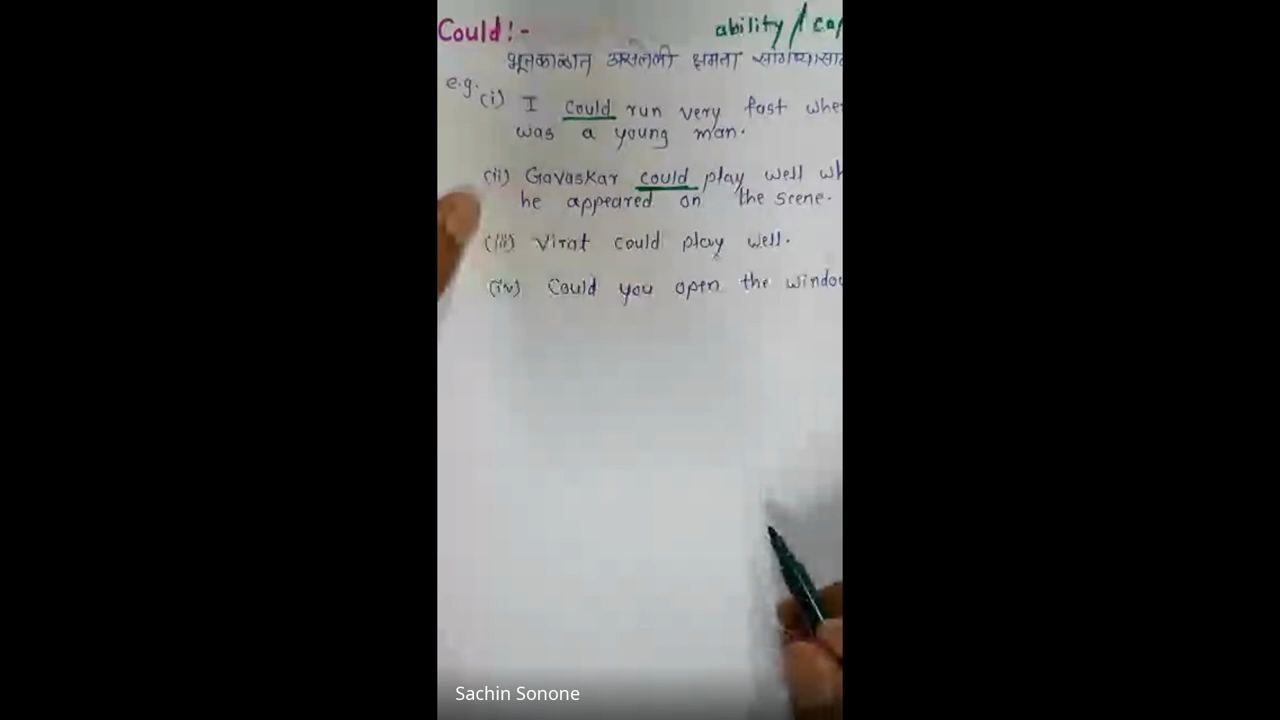 Could:- ability / ca
भूतकाळात असलेली क्षमता सांगण्यासा
e.g. (i) I could run very fast whe
was a young man.
(ii) Gavaskar could play well wh
he appeared on the scene.
(iii) Virat could play well.
(iv) Could you open the windo
Sachin Sonone